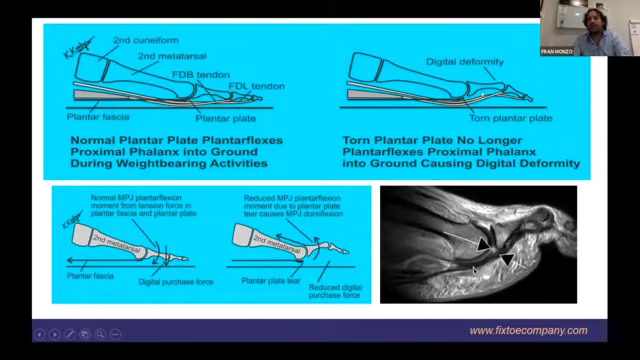 2nd cuneiform
2nd metatarsal
FDB tendon
FDL tendon
Plantar fascia
Plantar plate
Normal Plantar Plate Plantarflexes
Proximal Phalanx into Ground
During Weightbearing Activities
Digital deformity
Torn plantar plate
Torn Plantar Plate No Longer
Plantarflexes Proximal Phalanx
into Ground Causing Digital Deformity
Normal MPJ plantarflexion
moment from tension force in
plantar fascia and plantar plate
2nd metatarsal
Plantar fascia
Digital purchase force
Reduced MPJ plantarflexion
moment due to plantar plate
tear causes MPJ dorsiflexion
2nd metatarsal
Plantar plate tear
Reduced digital
purchase force
FRAN MONZO
www.fixtoecompany.com